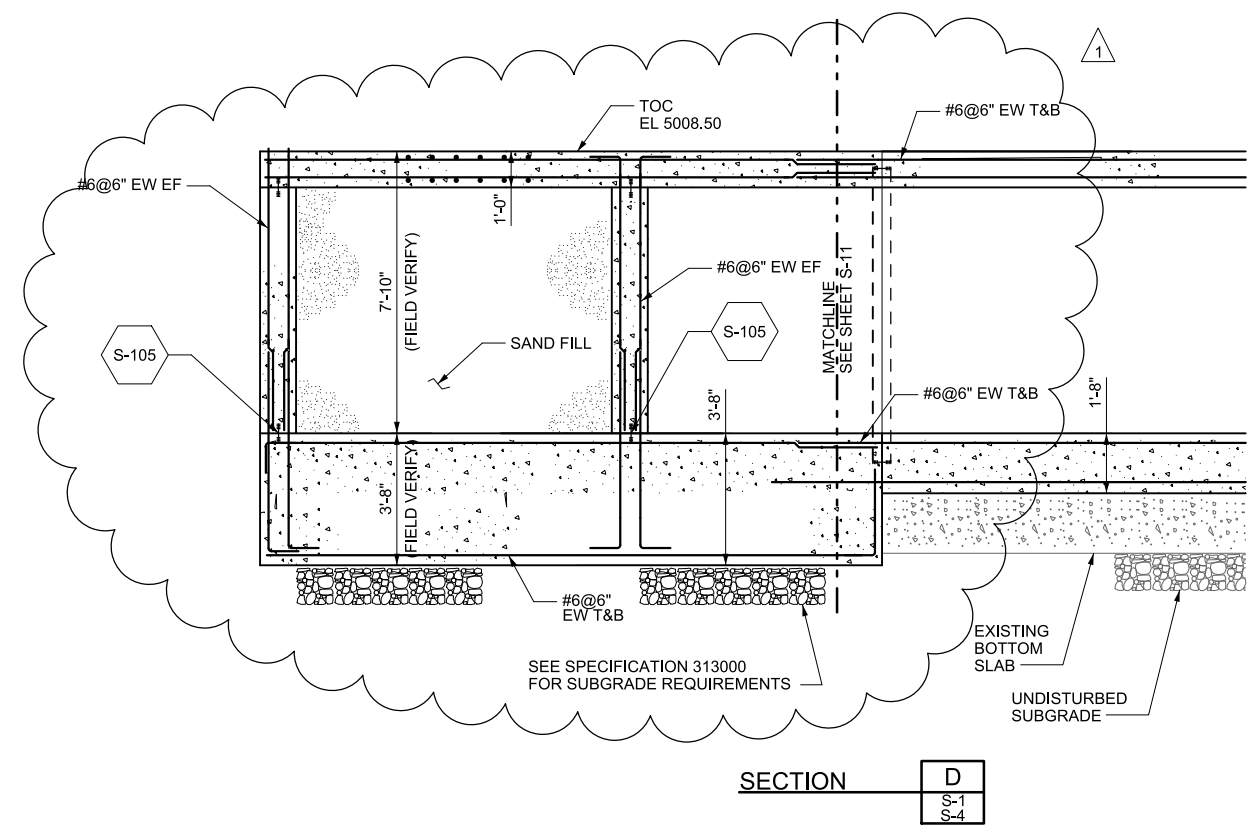 1
TOC
EL 5008.50
#6@6" EW T&B
#6@6" EW EF
1'-0"
7'-10"
(FIELD VERIFY)
#6@6" EW EF
MATCHLINE
SEE SHEET S-11
S-105
S-105
SAND FILL
#6@6" EW T&B
3'-8"
1'-8"
3'-8"
(FIELD VERIFY)
#6@6"
EW T&B
SEE SPECIFICATION 313000
FOR SUBGRADE REQUIREMENTS
EXISTING
BOTTOM
SLAB
UNDISTURBED
SUBGRADE
SECTION
D
S-1
S-4